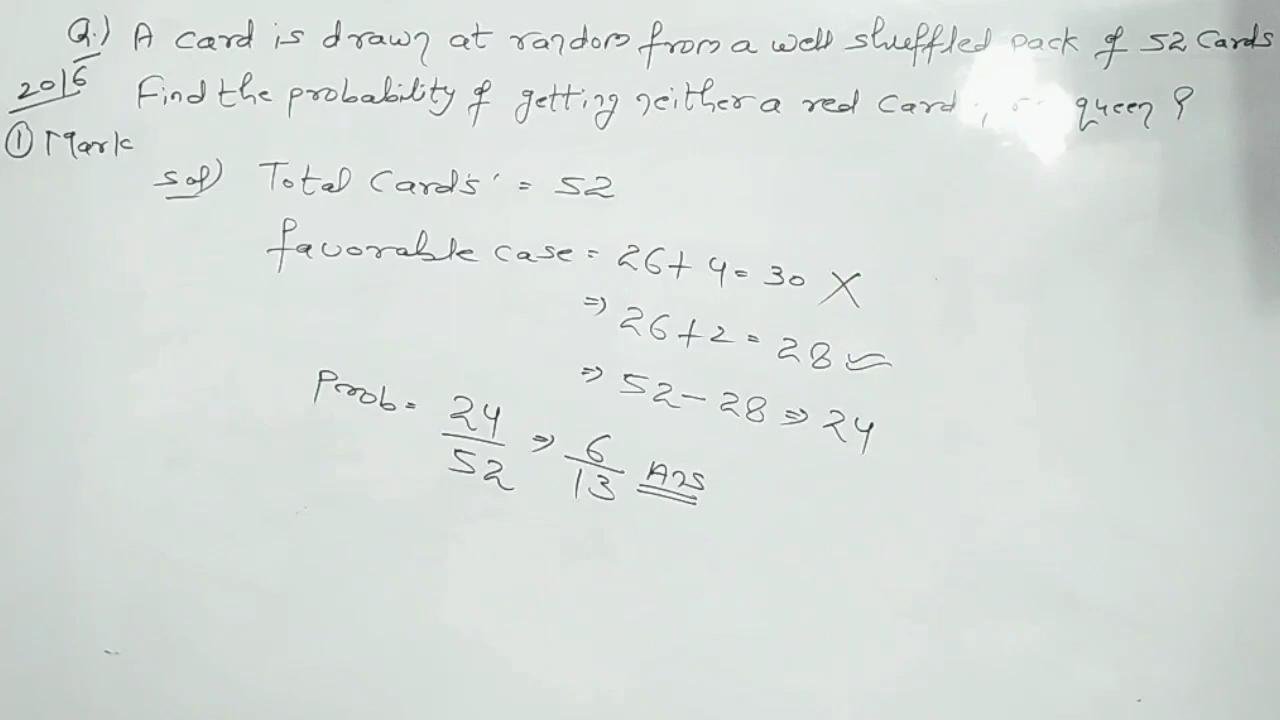 Q.) A card is drawn at random from a well shuffled pack of 52 Cards
2016 Find the probability of getting neither a red card, queen ?
① Mark
Sol) Total Cards = 52
favorable case = 26+4=30 X
⇒ 26+2=28
⇒ 52-28 ⇒ 24
Prob = 24/52 ⇒ 6/13 Ans